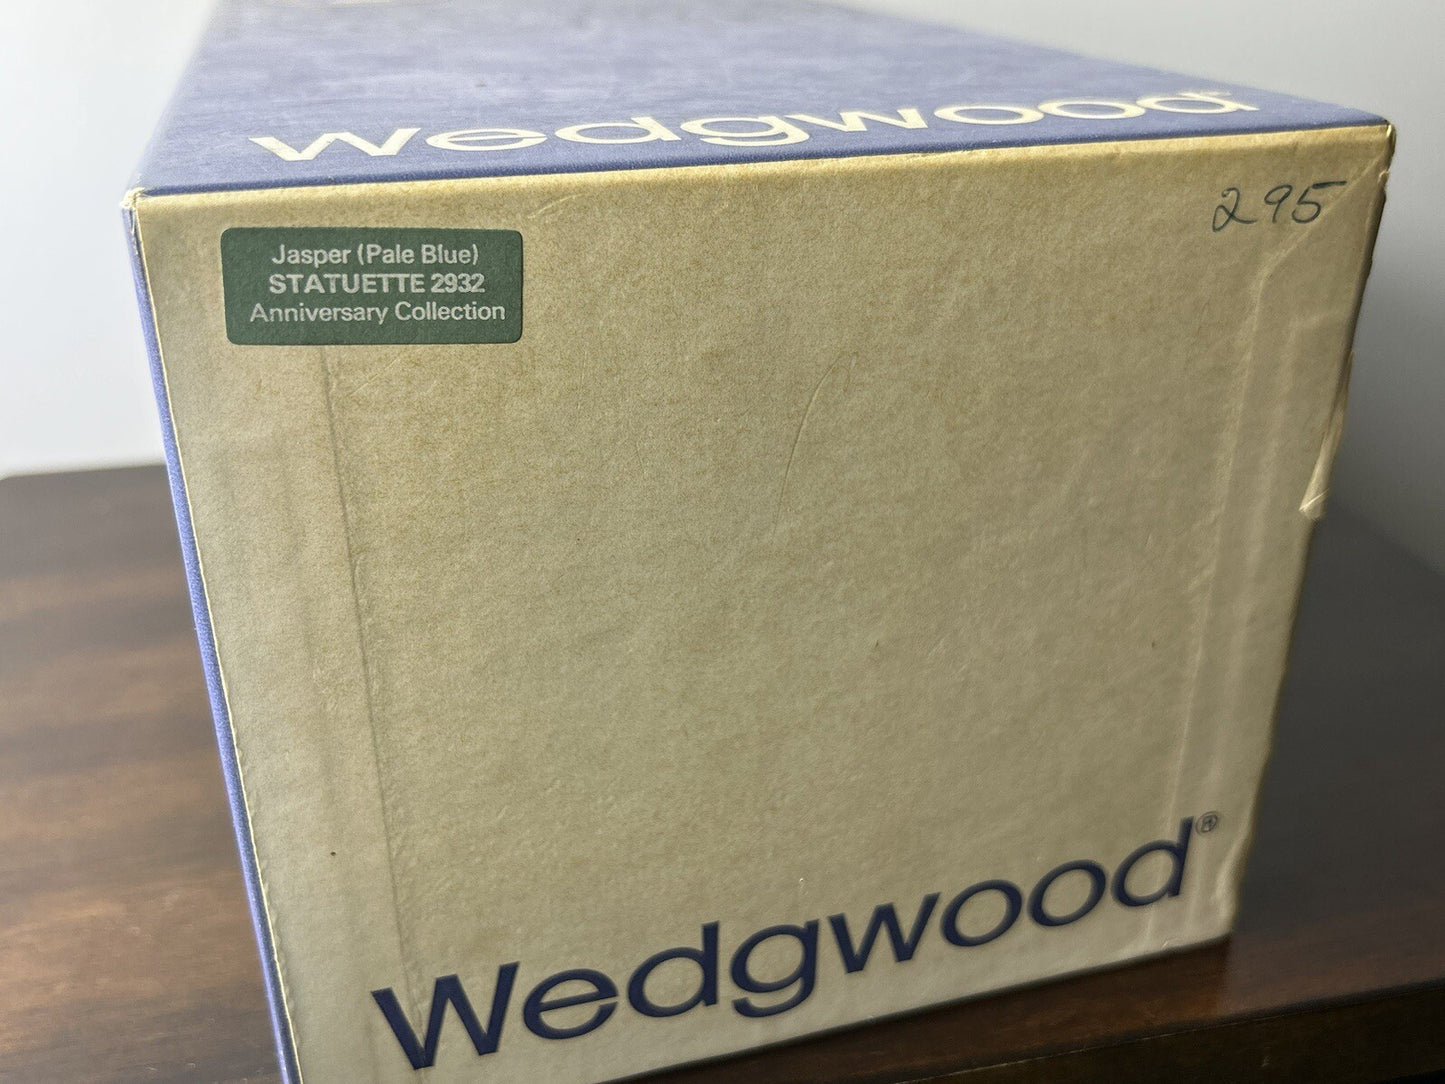 Wedgwood®
295
Jasper (Pale Blue)
STATUETTE 2932
Anniversary Collection
Wedgwood®